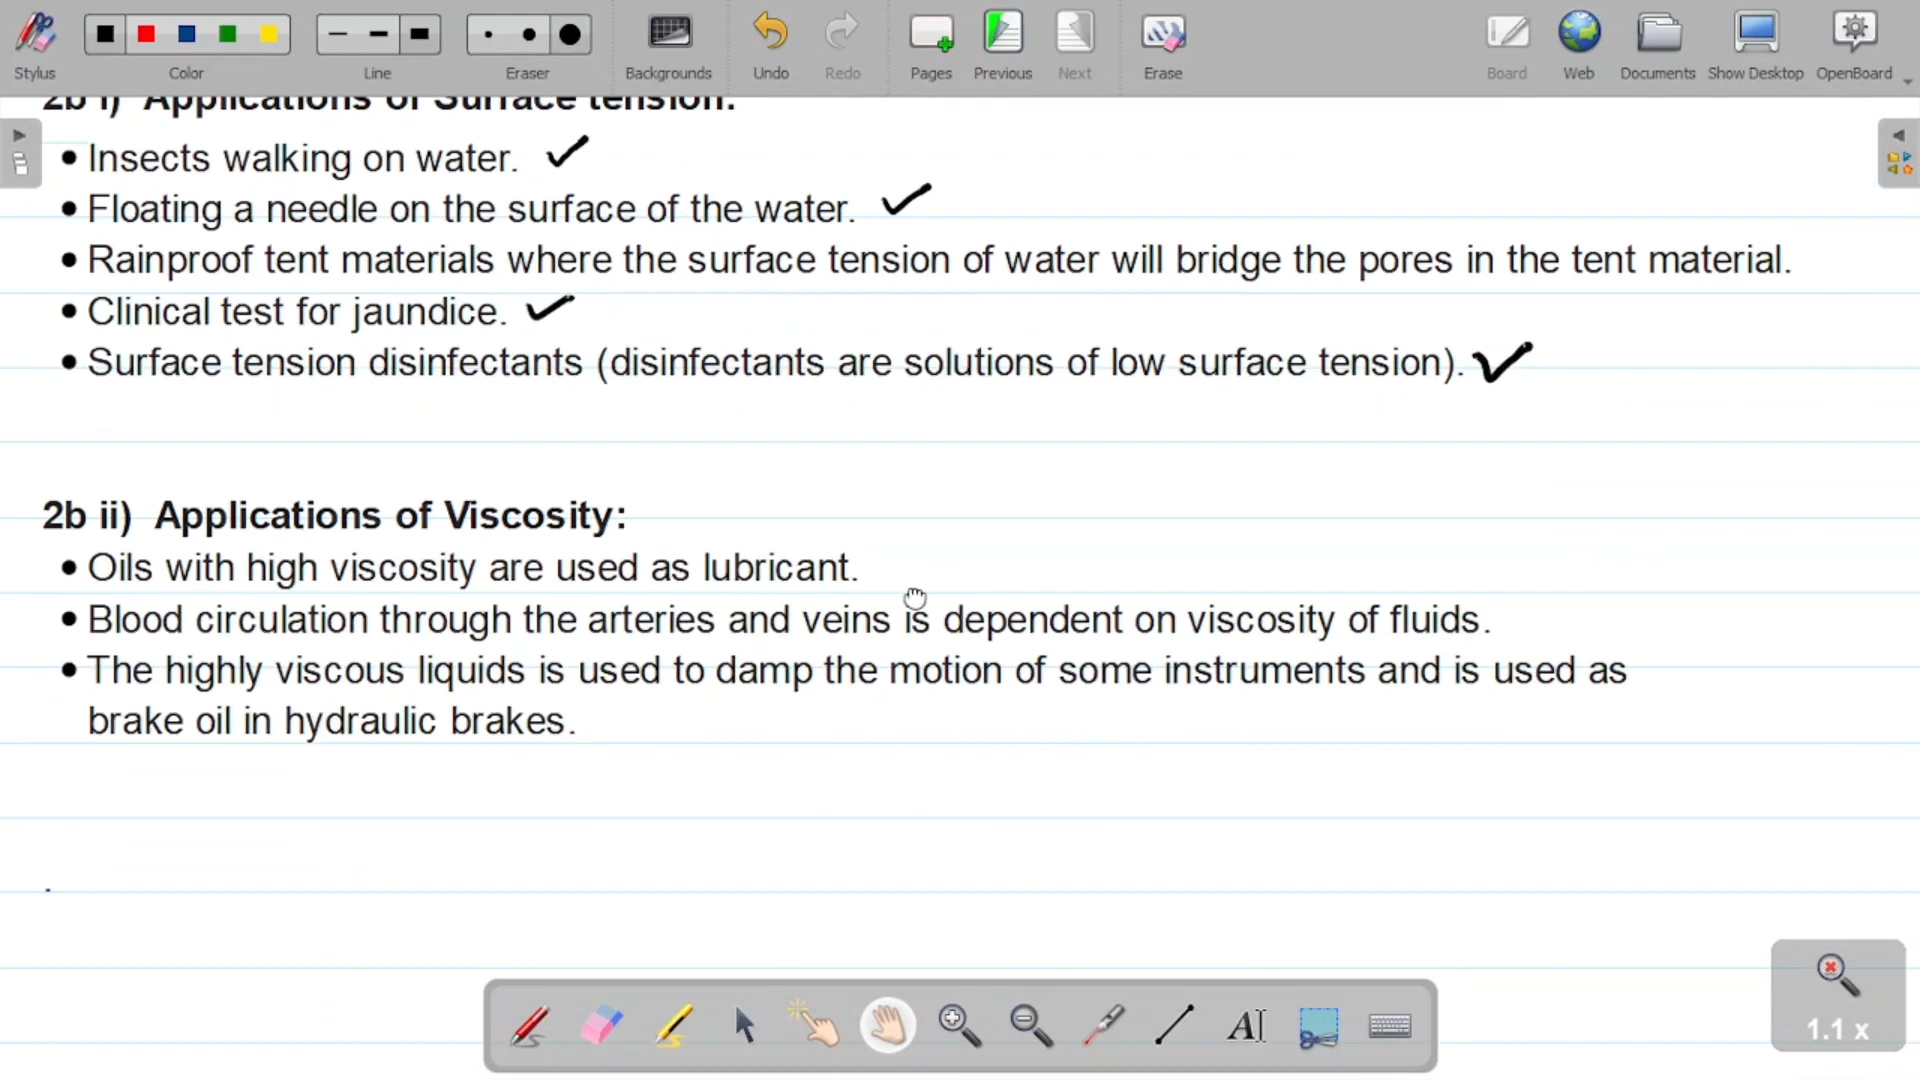 Stylus
Color
Line
Eraser
Backgrounds
Undo
Redo
Pages
Previous
Next
Erase
Board
Web
Documents
Show Desktop
OpenBoard
2b i) Applications of Surface tension:
• Insects walking on water.
• Floating a needle on the surface of the water.
• Rainproof tent materials where the surface tension of water will bridge the pores in the tent material.
• Clinical test for jaundice.
• Surface tension disinfectants (disinfectants are solutions of low surface tension).
2b ii) Applications of Viscosity:
• Oils with high viscosity are used as lubricant.
• Blood circulation through the arteries and veins is dependent on viscosity of fluids.
• The highly viscous liquids is used to damp the motion of some instruments and is used as
brake oil in hydraulic brakes.
1.1 x